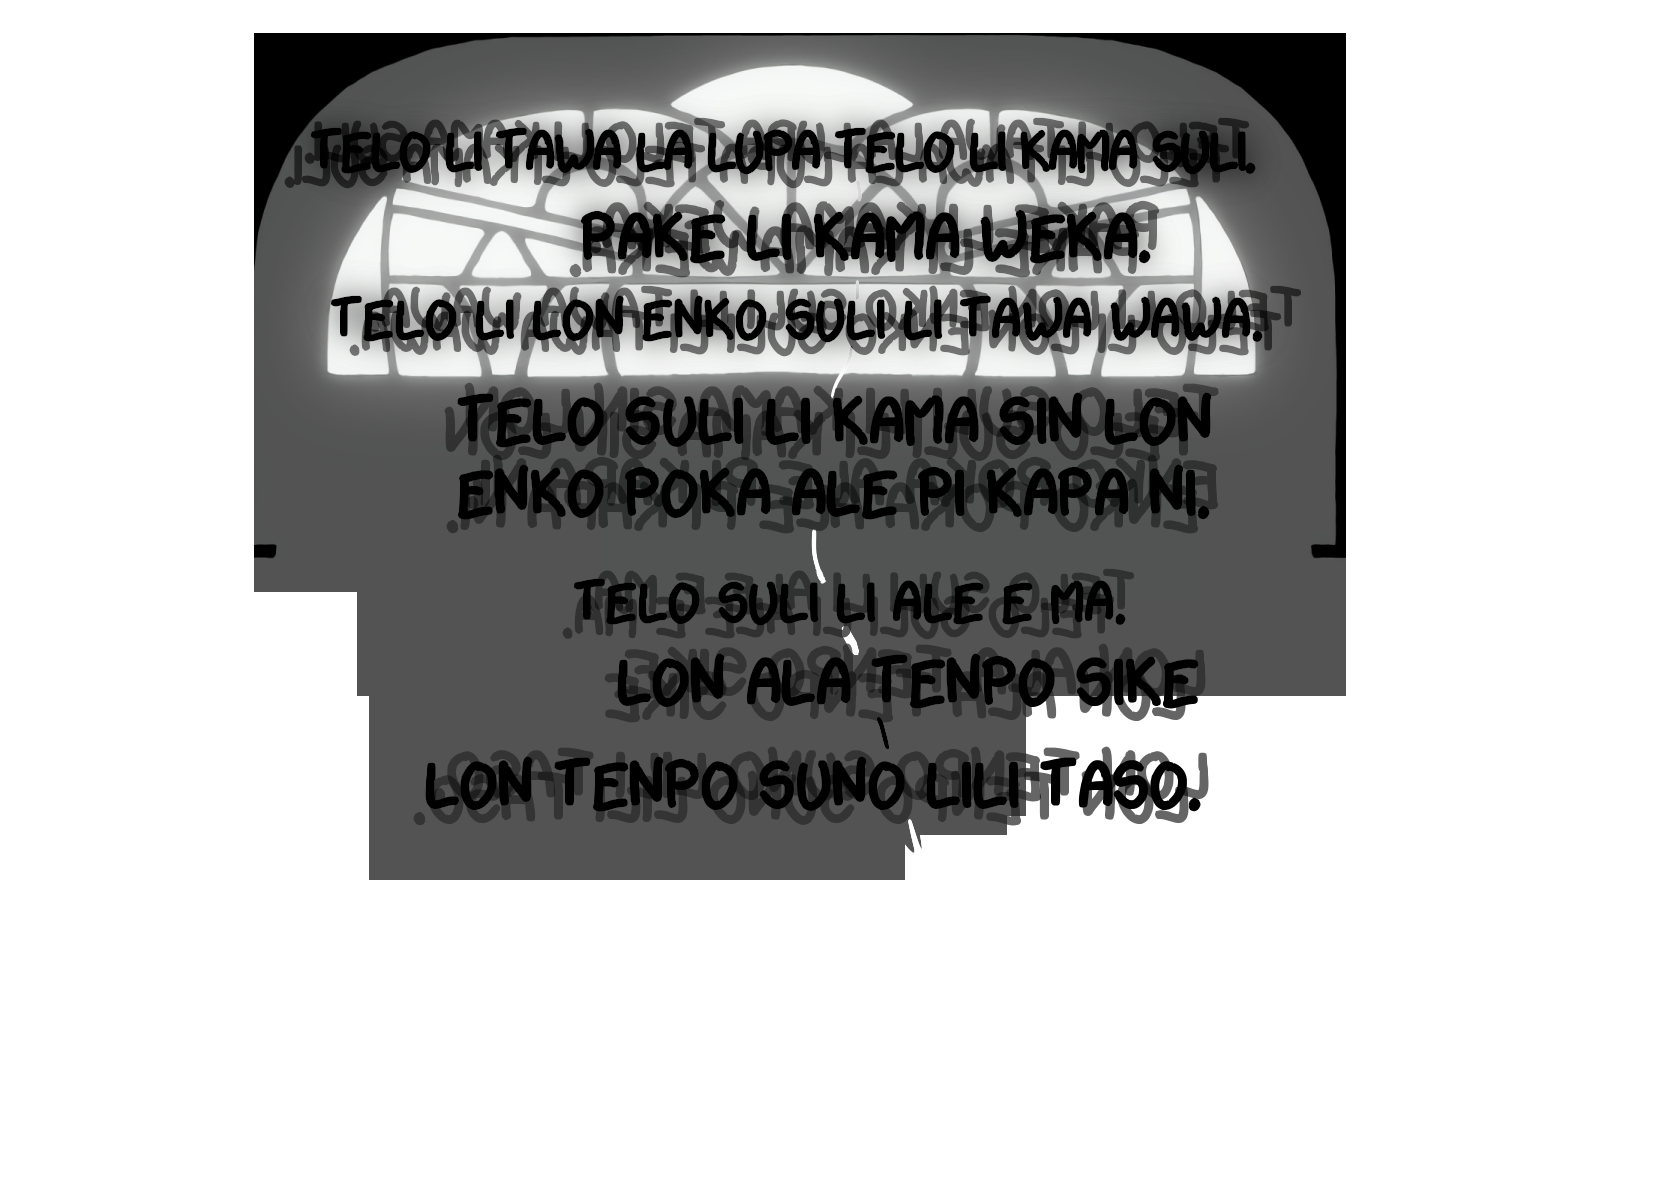 TELO LI TAWA LA LUPA TELO LI KAMA SULI.
PAKE LI KAMA WEKA.
TELO LI LON ENKO SULI LI TAWA WAWA.
TELO SULI LI KAMA SIN LON
ENKO POKA ALE PI KAPA NI.
TELO SULI LI ALE E MA.
LON ALA TENPO SIKE
LON TENPO SUNO LILI TASO.